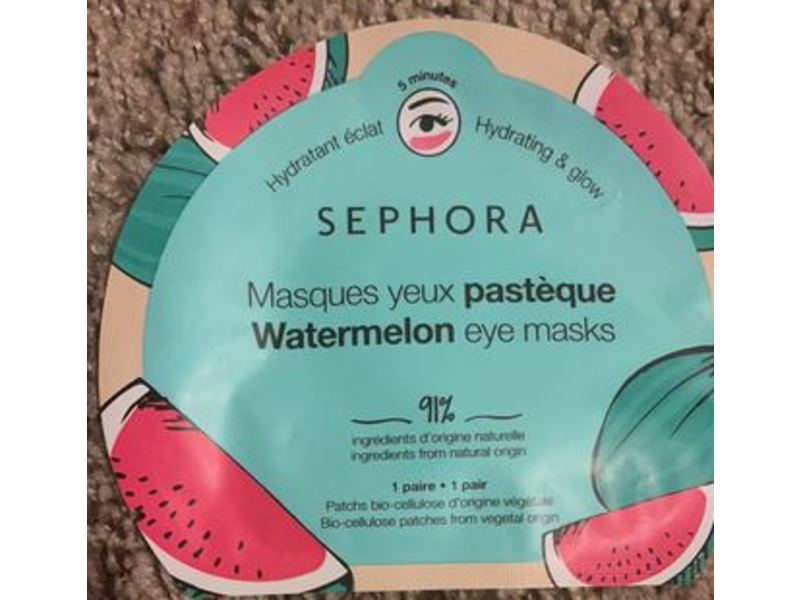 5 minutes
Hydratant éclat
Hydrating & glow
SEPHORA
Masques yeux pastèque
Watermelon eye masks
91%
ingrédients d'origine naturelle
ingredients from natural origin
1 paire • 1 pair
Patchs bio-cellulose d'origine végétale
Bio-cellulose patches from vegetal origin